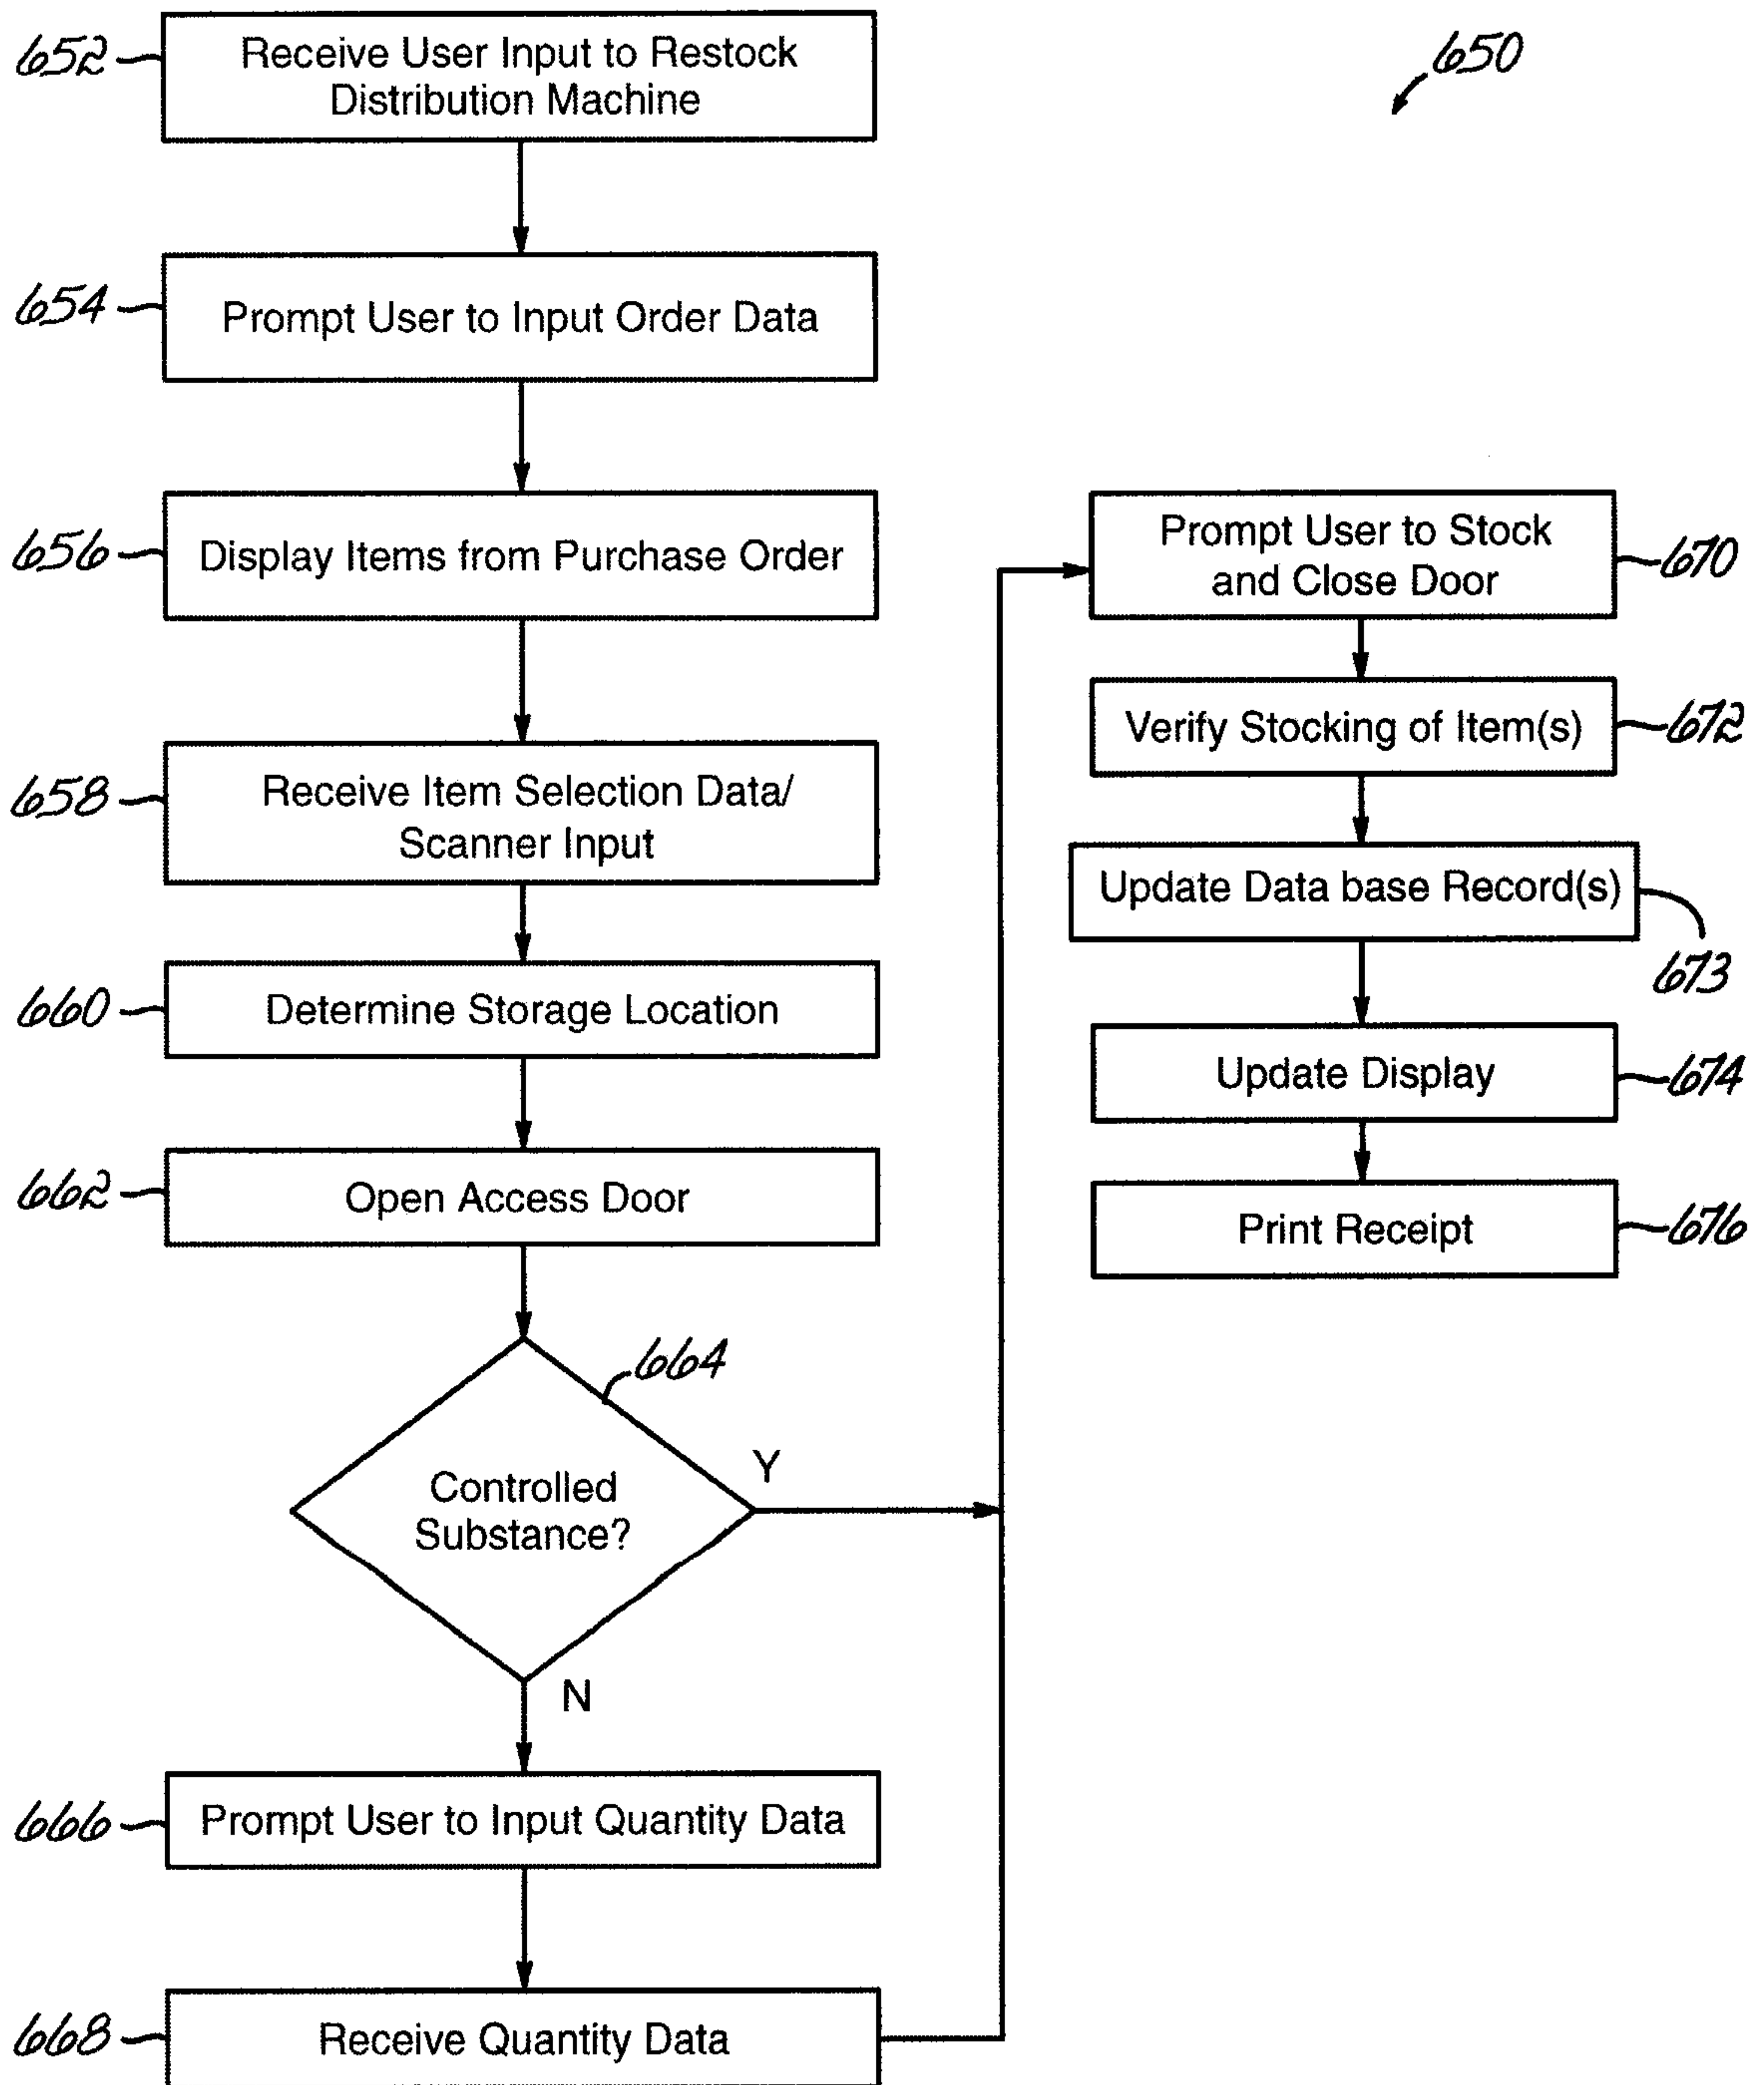 650
652
Receive User Input to Restock
Distribution Machine
654
Prompt User to Input Order Data
656
Display Items from Purchase Order
658
Receive Item Selection Data/
Scanner Input
660
Determine Storage Location
662
Open Access Door
664
Controlled
Substance?
Y
N
666
Prompt User to Input Quantity Data
668
Receive Quantity Data
Prompt User to Stock
and Close Door
670
Verify Stocking of Item(s)
672
Update Data base Record(s)
673
Update Display
674
Print Receipt
676